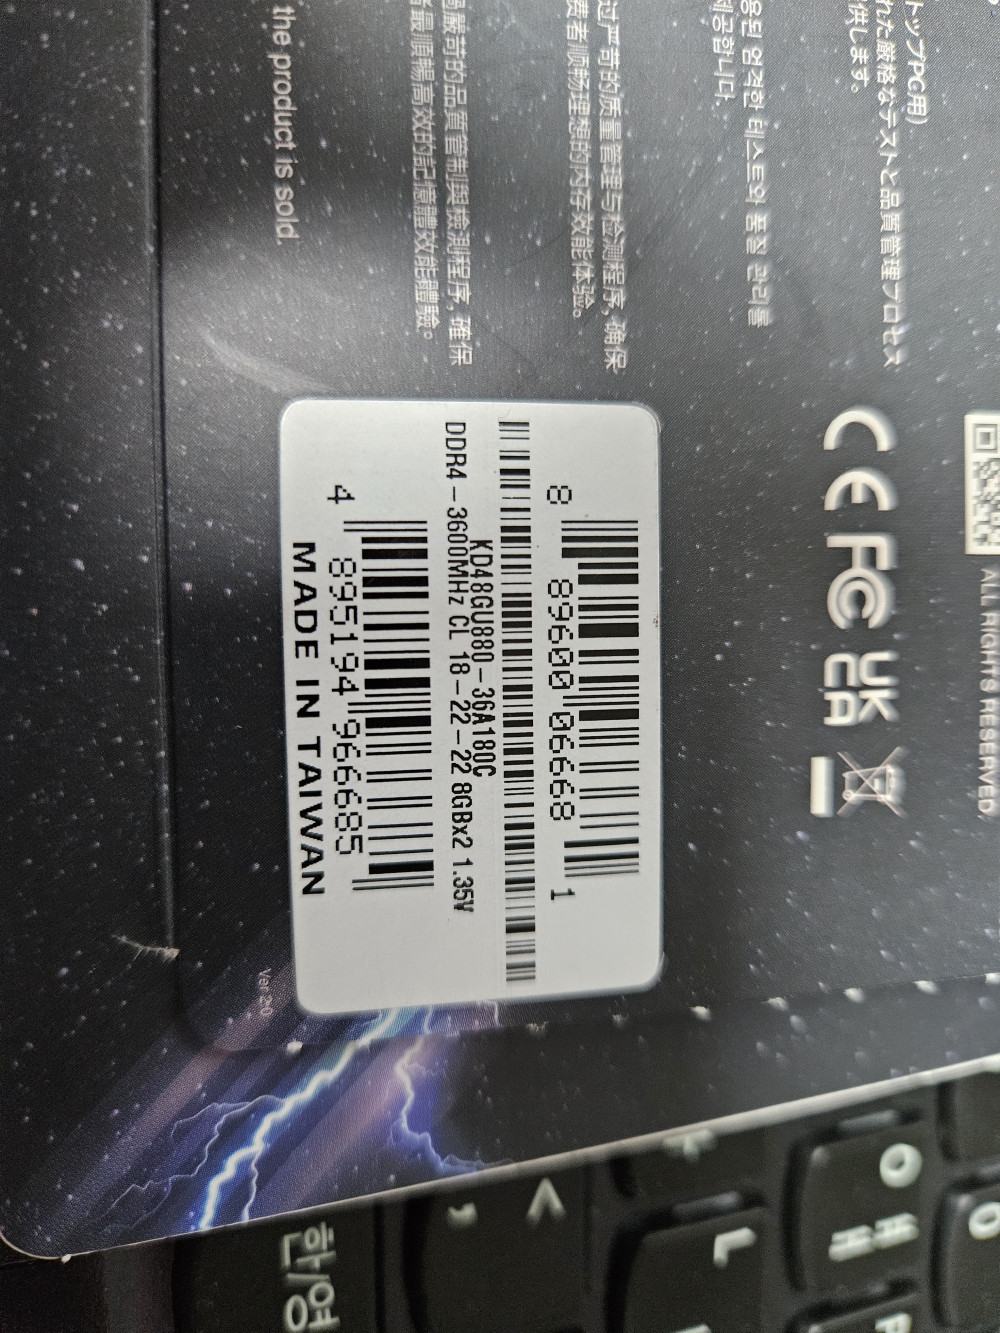 トップPC用)
れた厳格なテストと品質管理プロセス
供します。
용된 엄격한 테스트와 품질 관리를
제공합니다.
过严苛的质量管理与检测程序, 确保
费者顺畅理想的内存效能体验。
過嚴苛的品質管制與檢測程序, 確保
者最順暢高效的記憶體效能體驗。
the product is sold.
ALL RIGHTS RESERVED
CE FC UK
CA
8 89600 06668 1
KD48GU880-36A180C
DDR4-3600MHz CL 18-22-22 8GBx2 1.35V
4 895194 966685
MADE IN TAIWAN
Ver.2.0
O
ㅐ
L
<
,
한/영